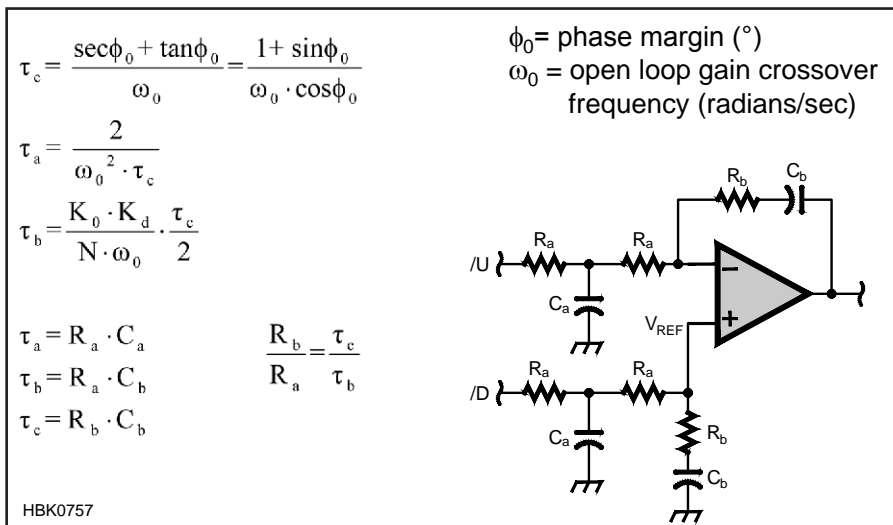 τc = secϕ0 + tanϕ0 / ω0 = 1 + sinϕ0 / ω0 · cosϕ0
τa = 2 / ω0² · τc
τb = K0 · Kd / N · ω0 · τc / 2
τa = Ra · Ca
τb = Ra · Cb
τc = Rb · Cb
Rb / Ra = τc / τb
ϕ0= phase margin (°)
ω0 = open loop gain crossover
frequency (radians/sec)
Rb
Cb
/U
Ra
Ra
Ca
−
+
VREF
/D
Ra
Ra
Ca
Rb
Cb
HBK0757